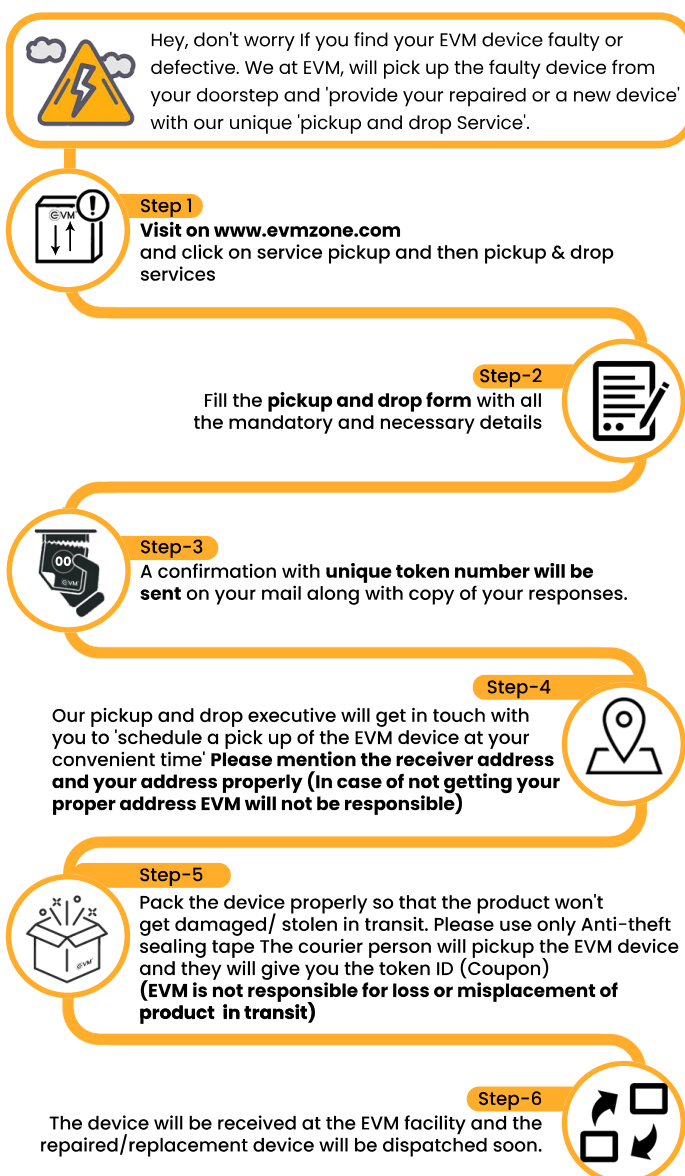 Hey, don't worry If you find your EVM device faulty or
defective. We at EVM, will pick up the faulty device from
your doorstep and 'provide your repaired or a new device'
with our unique 'pickup and drop Service'.
EVM
Step 1
Visit on www.evmzone.com
and click on service pickup and then pickup & drop
services
Step-2
Fill the pickup and drop form with all
the mandatory and necessary details
00
EVM
Step-3
A confirmation with unique token number will be
sent on your mail along with copy of your responses.
Step-4
Our pickup and drop executive will get in touch with
you to 'schedule a pick up of the EVM device at your
convenient time' Please mention the receiver address
and your address properly (In case of not getting your
proper address EVM will not be responsible)
Step-5
EVM
Pack the device properly so that the product won't
get damaged/ stolen in transit. Please use only Anti-theft
sealing tape The courier person will pickup the EVM device
and they will give you the token ID (Coupon)
(EVM is not responsible for loss or misplacement of
product in transit)
Step-6
The device will be received at the EVM facility and the
repaired/replacement device will be dispatched soon.